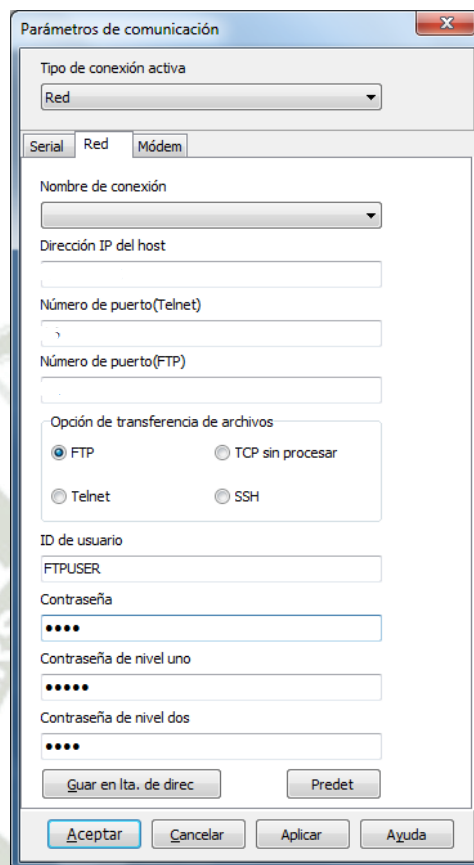 Parámetros de comunicación
Tipo de conexión activa
Red
Serial Red Módem
Nombre de conexión
Dirección IP del host
Número de puerto(Telnet)
Número de puerto(FTP)
Opción de transferencia de archivos
FTP TCP sin procesar
Telnet SSH
ID de usuario
FTPUSER
Contraseña
••••
Contraseña de nivel uno
•••••
Contraseña de nivel dos
••••
Guar en lta. de direc Predet
Aceptar Cancelar Aplicar Ayuda